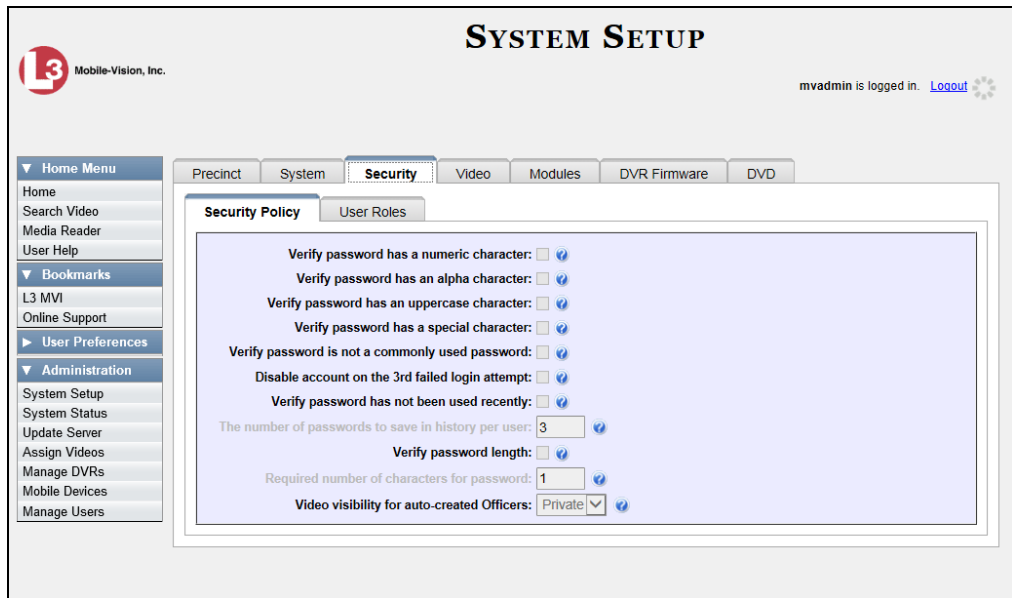 SYSTEM SETUP
L3
Mobile-Vision, Inc.
mvadmin is logged in. Logout
Home Menu
Home
Search Video
Media Reader
User Help
Bookmarks
L3 MVI
Online Support
User Preferences
Administration
System Setup
System Status
Update Server
Assign Videos
Manage DVRs
Mobile Devices
Manage Users
Precinct System Security Video Modules DVR Firmware DVD
Security Policy User Roles
Verify password has a numeric character:
Verify password has an alpha character:
Verify password has an uppercase character:
Verify password has a special character:
Verify password is not a commonly used password:
Disable account on the 3rd failed login attempt:
Verify password has not been used recently:
The number of passwords to save in history per user: 3
Verify password length:
Required number of characters for password: 1
Video visibility for auto-created Officers: Private